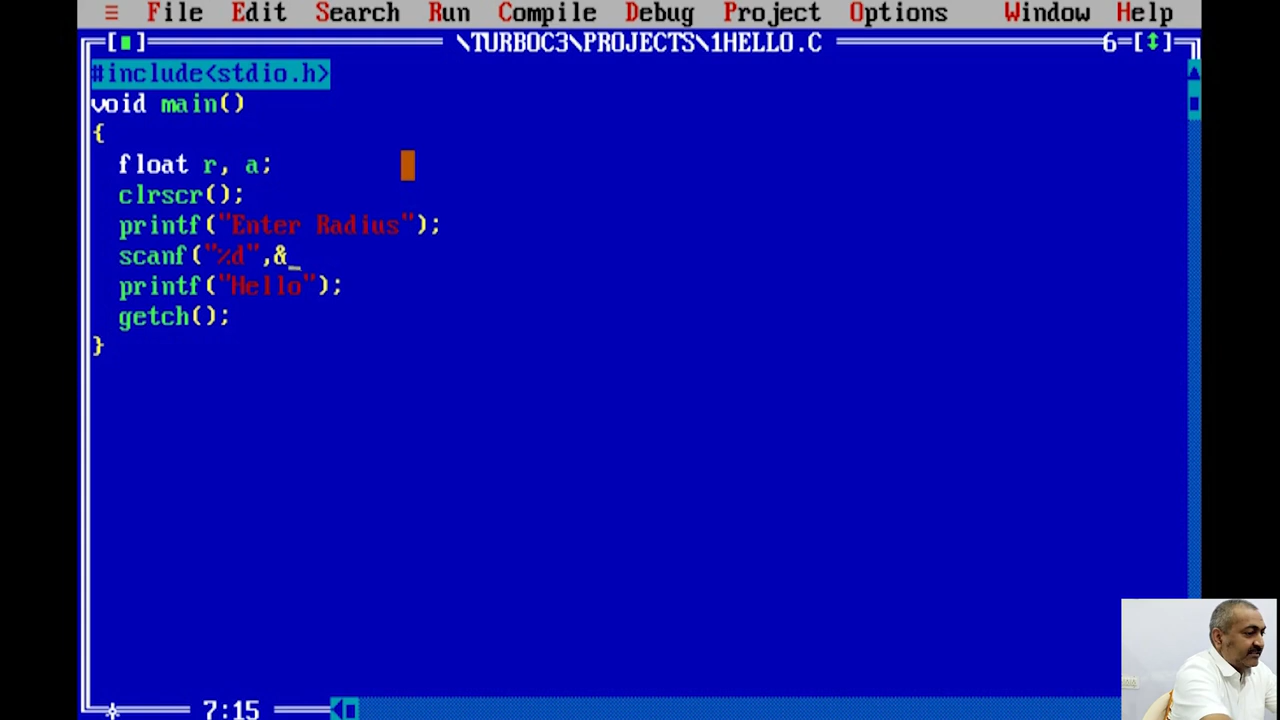 ≡ File Edit Search Run Compile Debug Project Options Window Help
[■] \TURBOC3\PROJECTS\1HELLO.C 6=[↕]
#include<stdio.h>
void main()
{
float r, a;
clrscr();
printf("Enter Radius");
scanf("%d",&_
printf("Hello");
getch();
}
7:15